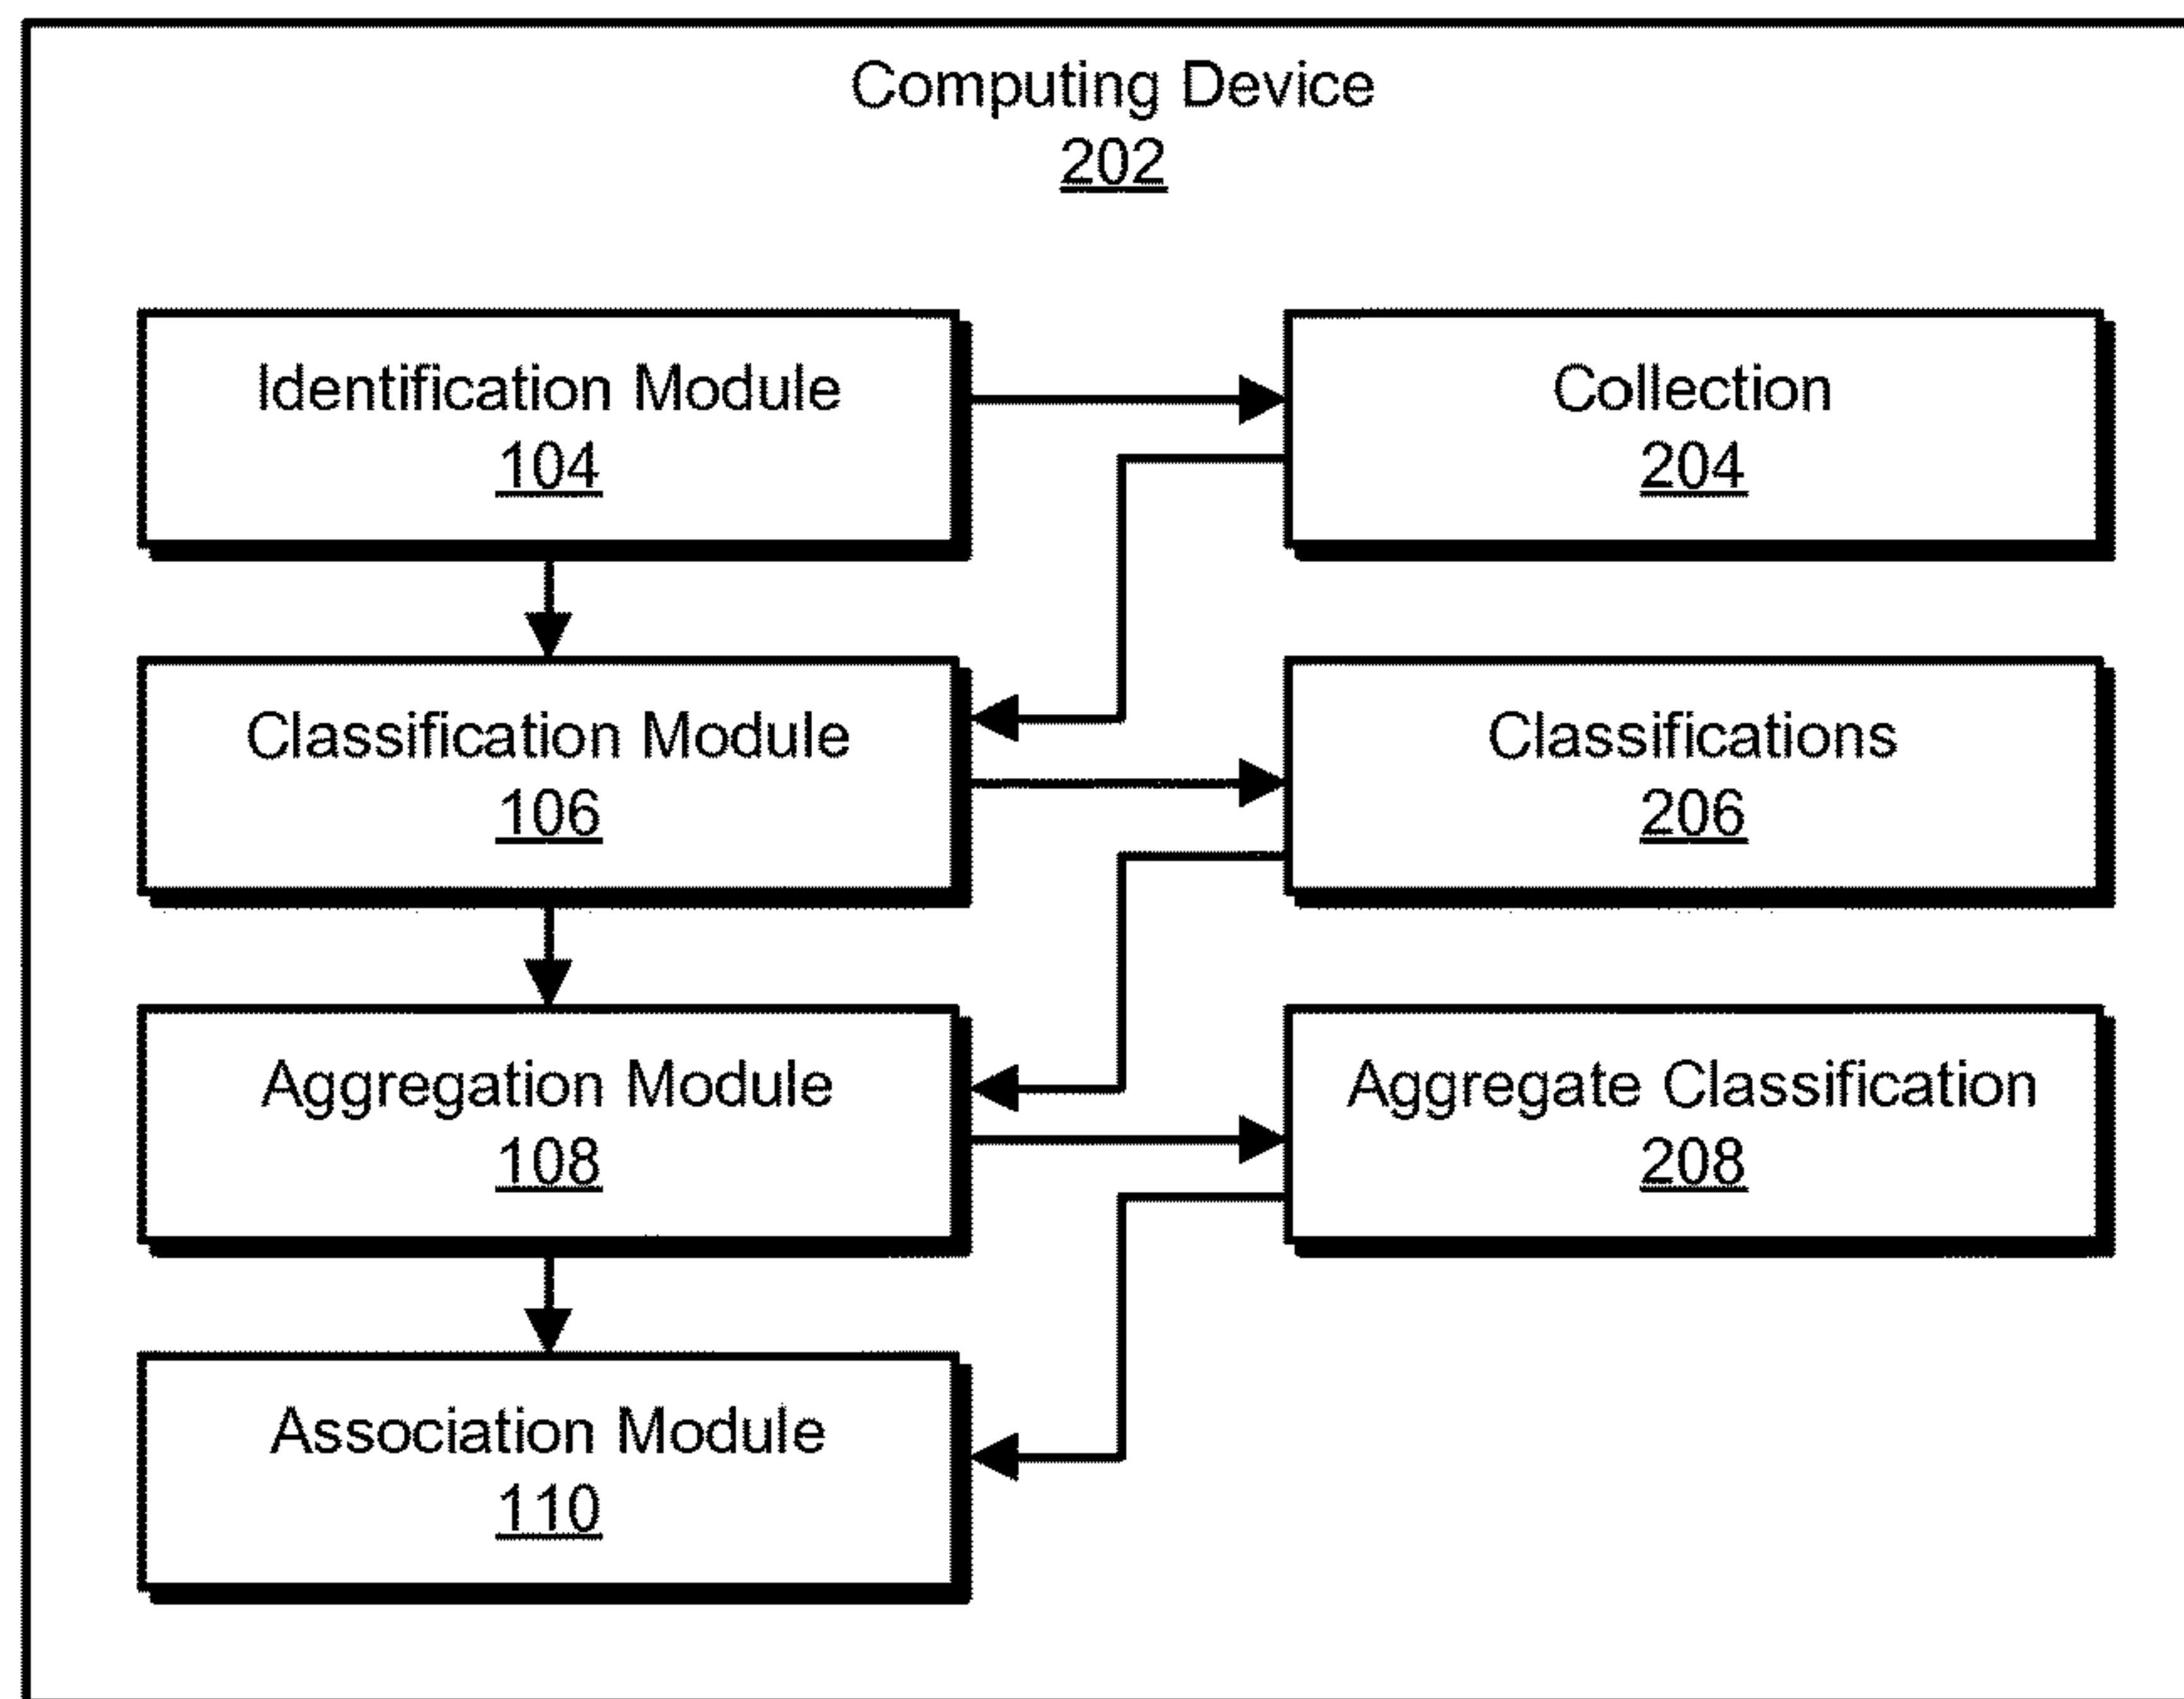 Computing Device
202
Identification Module
104
Collection
204
Classification Module
106
Classifications
206
Aggregation Module
108
Aggregate Classification
208
Association Module
110